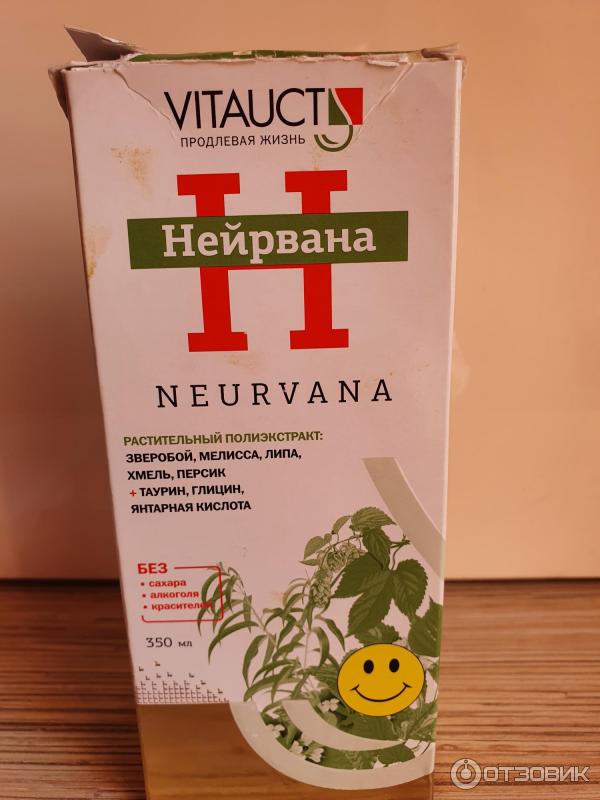 VITAUCT
ПРОДЛЕВАЯ ЖИЗНЬ
Н
Нейрвана
NEURVANA
РАСТИТЕЛЬНЫЙ ПОЛИЭКСТРАКТ:
ЗВЕРОБОЙ, МЕЛИССА, ЛИПА,
ХМЕЛЬ, ПЕРСИК
+ ТАУРИН, ГЛИЦИН,
ЯНТАРНАЯ КИСЛОТА
БЕЗ
• сахара
• алкоголя
• красителей
350 мл
ОТЗОВИК